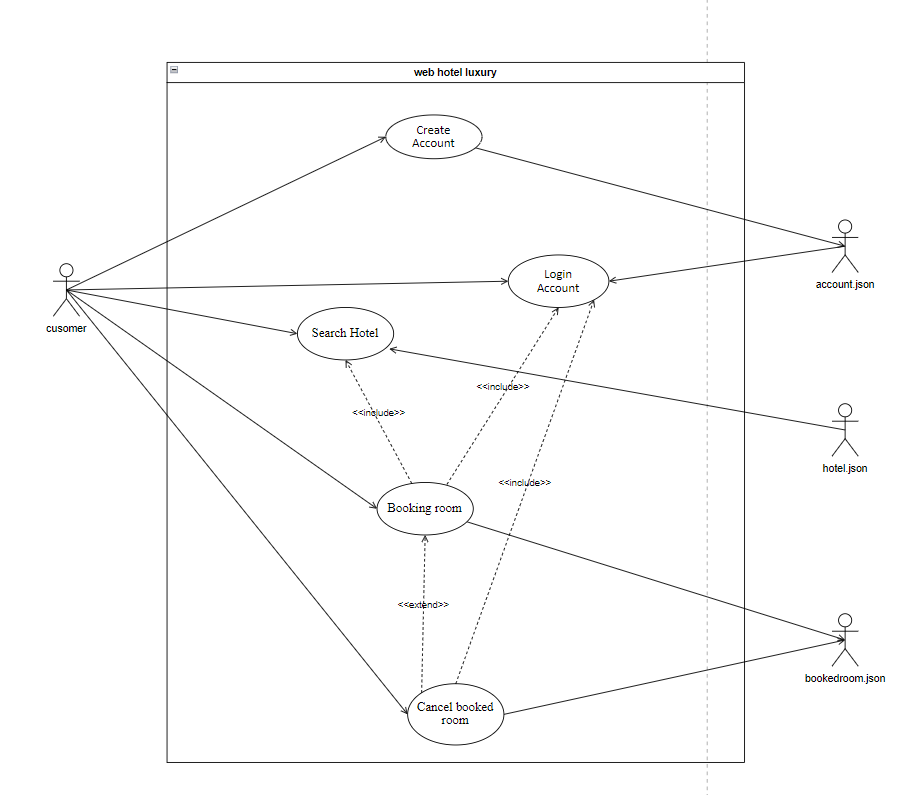 web hotel luxury
Create
Account
Login
Account
account.json
cusomer
Search Hotel
<<include>>
<<include>>
hotel.json
<<include>>
Booking room
<<extend>>
bookedroom.json
Cancel booked
room